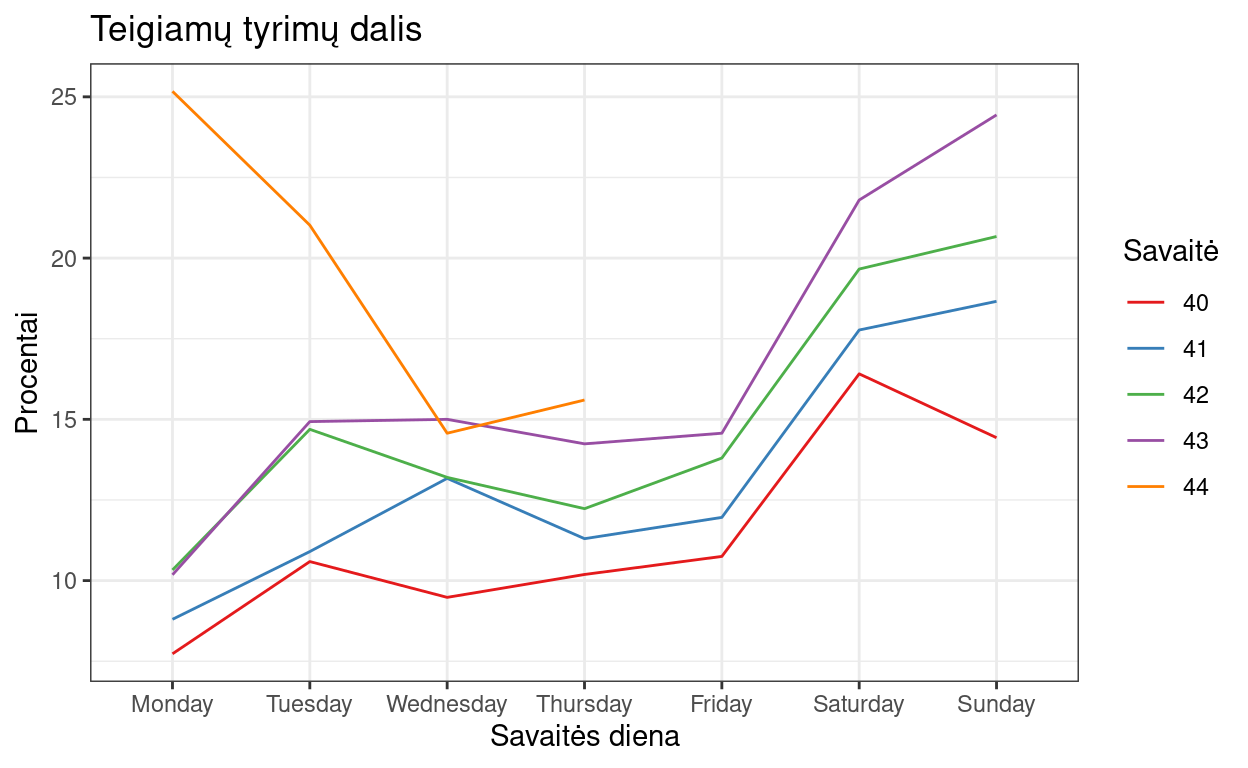 Teigiamų tyrimų dalis
Procentai
25
20
15
10
Monday Tuesday Wednesday Thursday Friday Saturday Sunday
Savaitės diena
Savaitė
40
41
42
43
44